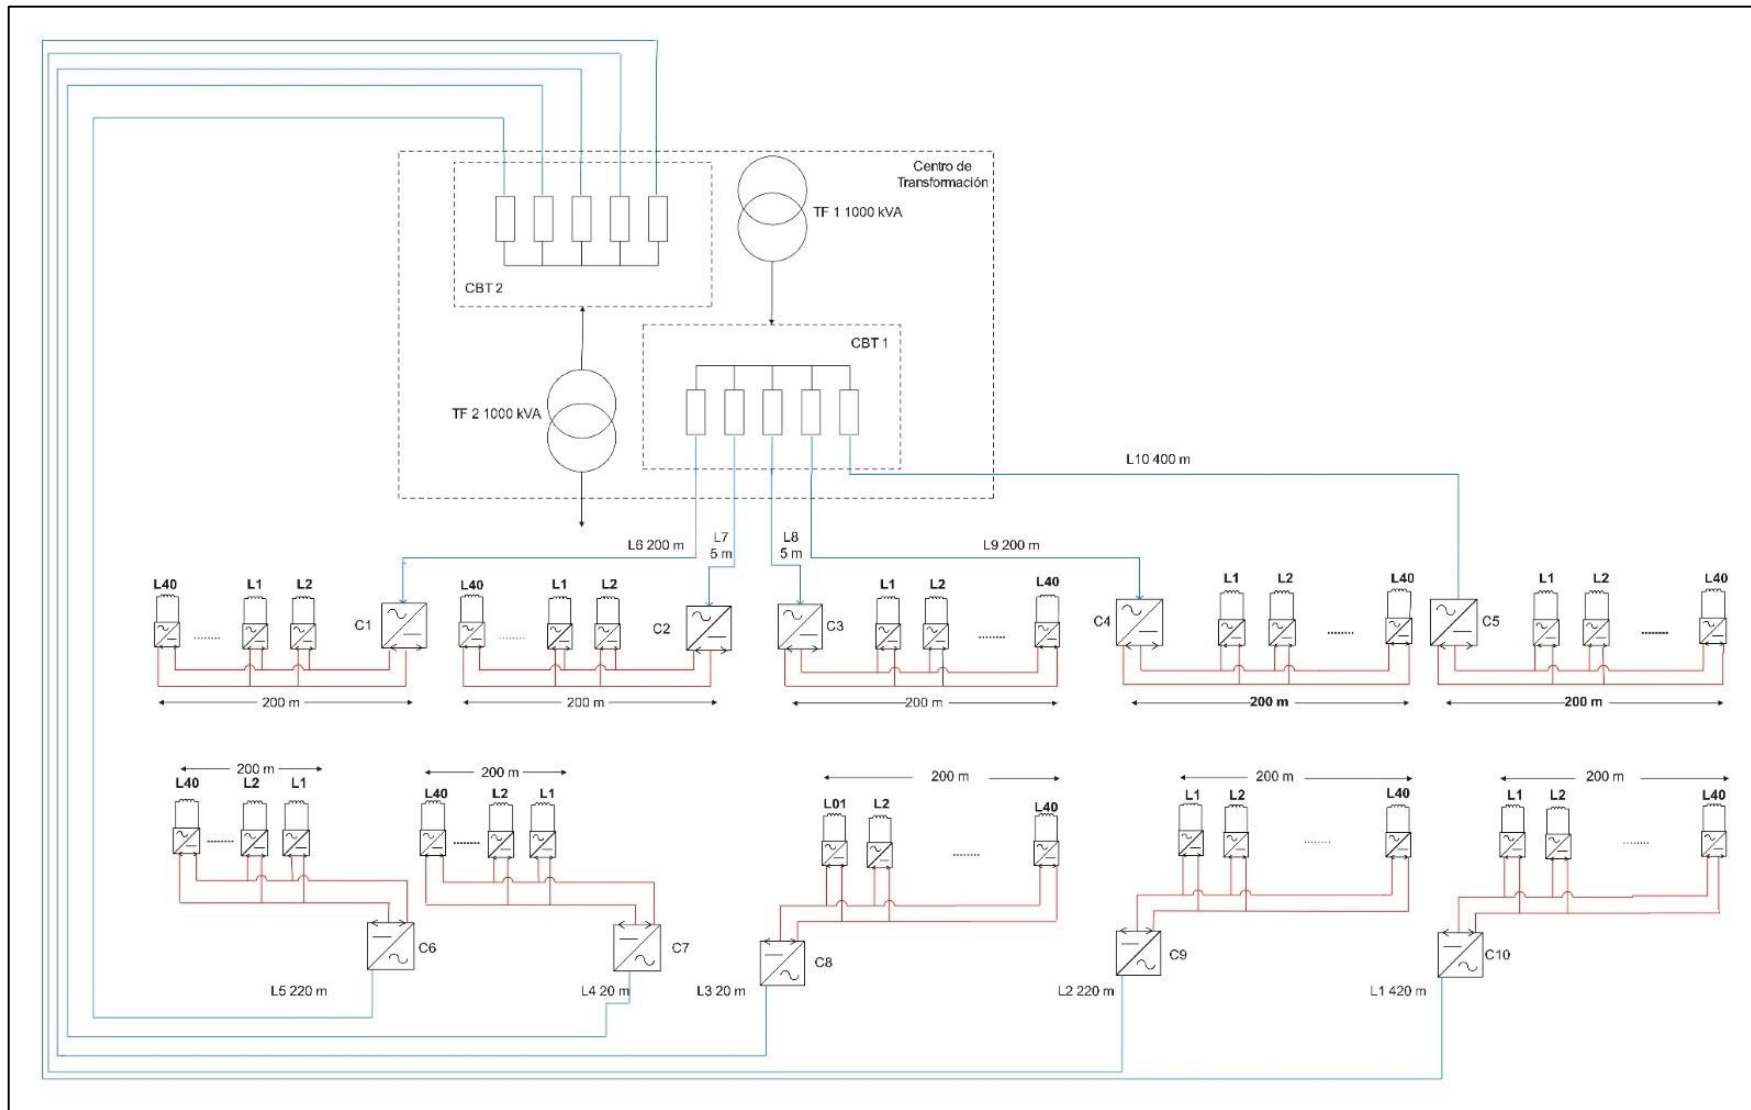 Centro de
Transformación
TF 1 1000 kVA
CBT 2
CBT 1
TF 2 1000 kVA
L10 400 m
L6 200 m
L7
5 m
L8
5 m
L9 200 m
L40
L1
L2
L40
L1
L2
L1
L2
L40
L1
L2
L40
L1
L2
L40
C1
C2
C3
C4
C5
200 m
200 m
200 m
200 m
200 m
200 m
200 m
200 m
200 m
200 m
L40
L2
L1
L40
L2
L1
L01
L2
L40
L1
L2
L40
L1
L2
L40
C6
C7
C8
C9
C10
L5 220 m
L4 20 m
L3 20 m
L2 220 m
L1 420 m